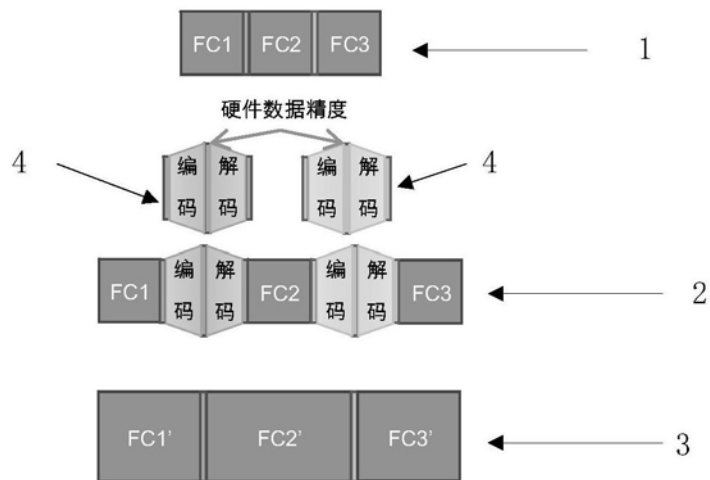 FC1 FC2 FC3 1
硬件数据精度
4 编码 解码 编码 解码 4
FC1 编码 解码 FC2 编码 解码 FC3 2
FC1' FC2' FC3' 3